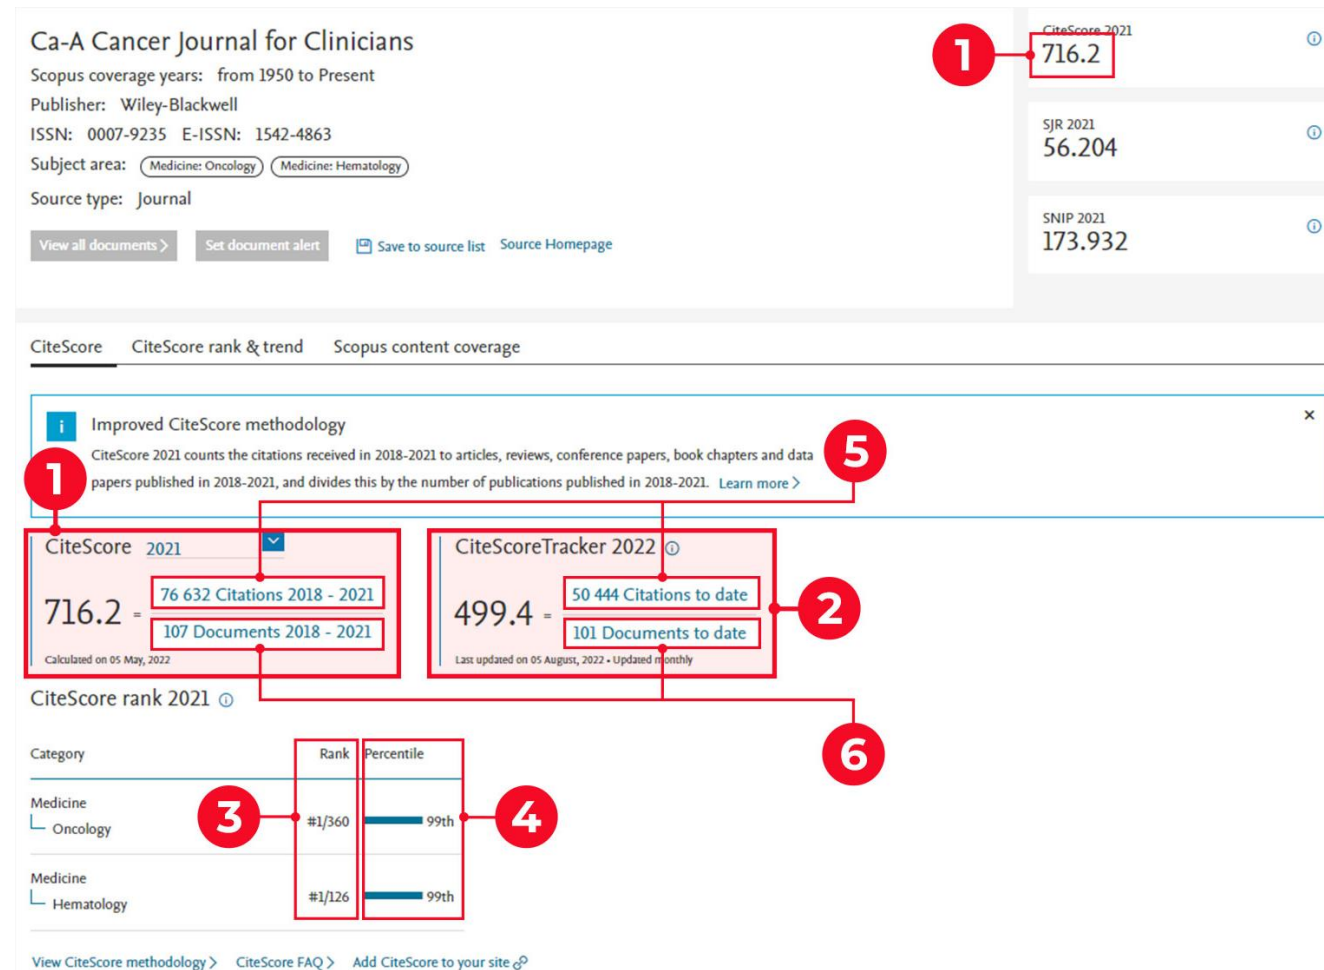 Ca-A Cancer Journal for Clinicians
Scopus coverage years: from 1950 to Present
Publisher: Wiley-Blackwell
ISSN: 0007-9235 E-ISSN: 1542-4863
Subject area: Medicine: Oncology Medicine: Hematology
Source type: Journal
View all documents > Set document alert Save to source list Source Homepage
1
CiteScore 2021
716.2
SJR 2021
56.204
SNIP 2021
173.932
CiteScore CiteScore rank & trend Scopus content coverage
i Improved CiteScore methodology ×
CiteScore 2021 counts the citations received in 2018-2021 to articles, reviews, conference papers, book chapters and data
papers published in 2018-2021, and divides this by the number of publications published in 2018-2021. Learn more >
5
1
CiteScore 2021
716.2 = 76 632 Citations 2018 - 2021
107 Documents 2018 - 2021
Calculated on 05 May, 2022
CiteScoreTracker 2022
499.4 = 50 444 Citations to date
101 Documents to date
Last updated on 05 August, 2022 • Updated monthly
2
CiteScore rank 2021
6
Category Rank Percentile
Medicine
Oncology #1/360 99th
3
4
Medicine
Hematology #1/126 99th
View CiteScore methodology > CiteScore FAQ > Add CiteScore to your site